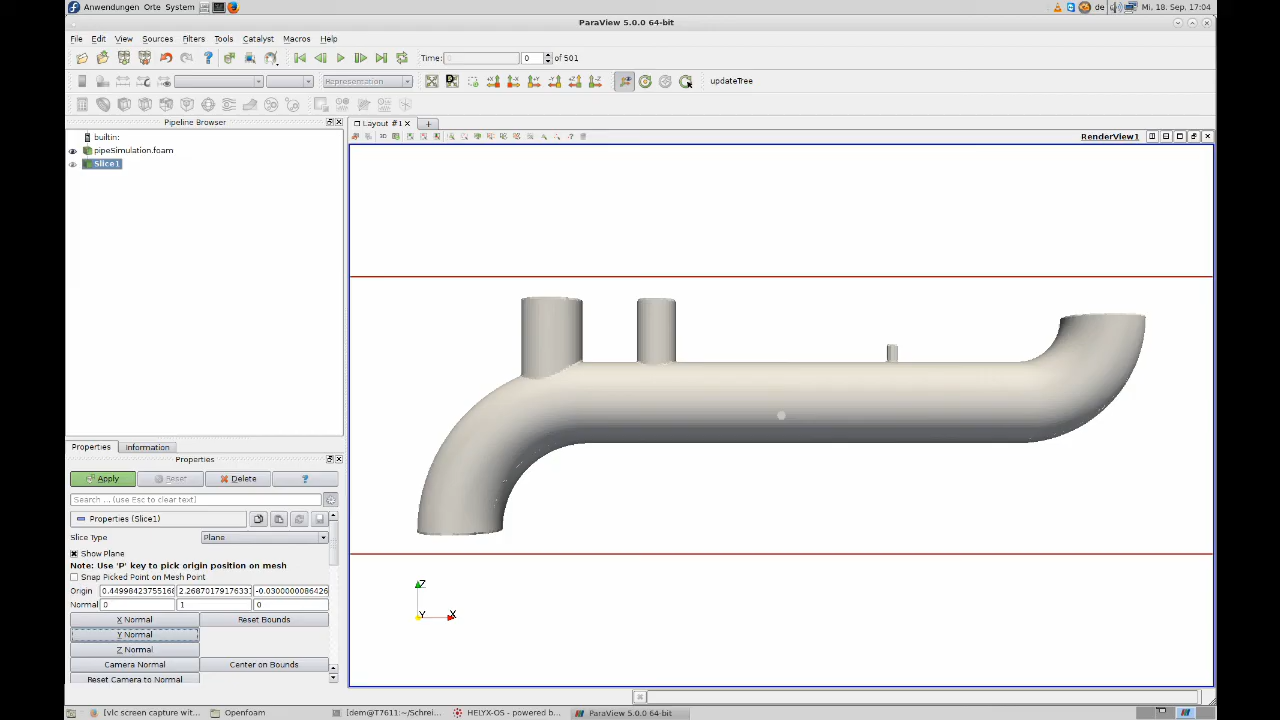 Anwendungen Orte System
de
Mi, 18. Sep, 17:04
ParaView 5.0.0 64-bit
File Edit View Sources Filters Tools Catalyst Macros Help
Time: 0 0 of 501
Representation
updateTree
Pipeline Browser
Layout #1
RenderView1
builtin:
pipeSimulation.foam
Slice1
Properties Information
Properties
Apply Reset Delete ?
Search ... (use Esc to clear text)
Properties (Slice1)
Slice Type Plane
Show Plane
Note: Use 'P' key to pick origin position on mesh
Snap Picked Point on Mesh Point
Origin 0.44998423755168 2.26870179176331 -0.0300000086426
Normal 0 1 0
X Normal Reset Bounds
Y Normal
Z Normal
Camera Normal Center on Bounds
Reset Camera to Normal
Z
Y X
[vlc screen capture wit... Openfoam [dem@T7611:~/Schrei... HELYX-OS - powered b... ParaView 5.0.0 64-bit